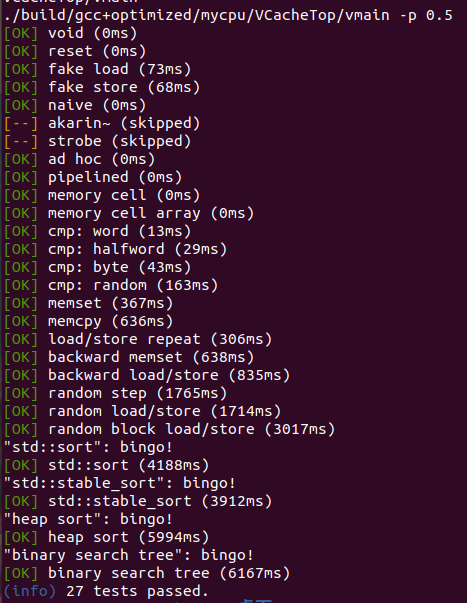 ./build/gcc+optimized/mycpu/VCacheTop/vmain -p 0.5
[OK] void (0ms)
[OK] reset (0ms)
[OK] fake load (73ms)
[OK] fake store (68ms)
[OK] naive (0ms)
[--] akarin~ (skipped)
[--] strobe (skipped)
[OK] ad hoc (0ms)
[OK] pipelined (0ms)
[OK] memory cell (0ms)
[OK] memory cell array (0ms)
[OK] cmp: word (13ms)
[OK] cmp: halfword (29ms)
[OK] cmp: byte (43ms)
[OK] cmp: random (163ms)
[OK] memset (367ms)
[OK] memcpy (636ms)
[OK] load/store repeat (306ms)
[OK] backward memset (638ms)
[OK] backward load/store (835ms)
[OK] random step (1765ms)
[OK] random load/store (1714ms)
[OK] random block load/store (3017ms)
"std::sort": bingo!
[OK] std::sort (4188ms)
"std::stable_sort": bingo!
[OK] std::stable_sort (3912ms)
"heap sort": bingo!
[OK] heap sort (5994ms)
"binary search tree": bingo!
[OK] binary search tree (6167ms)
(info) 27 tests passed.